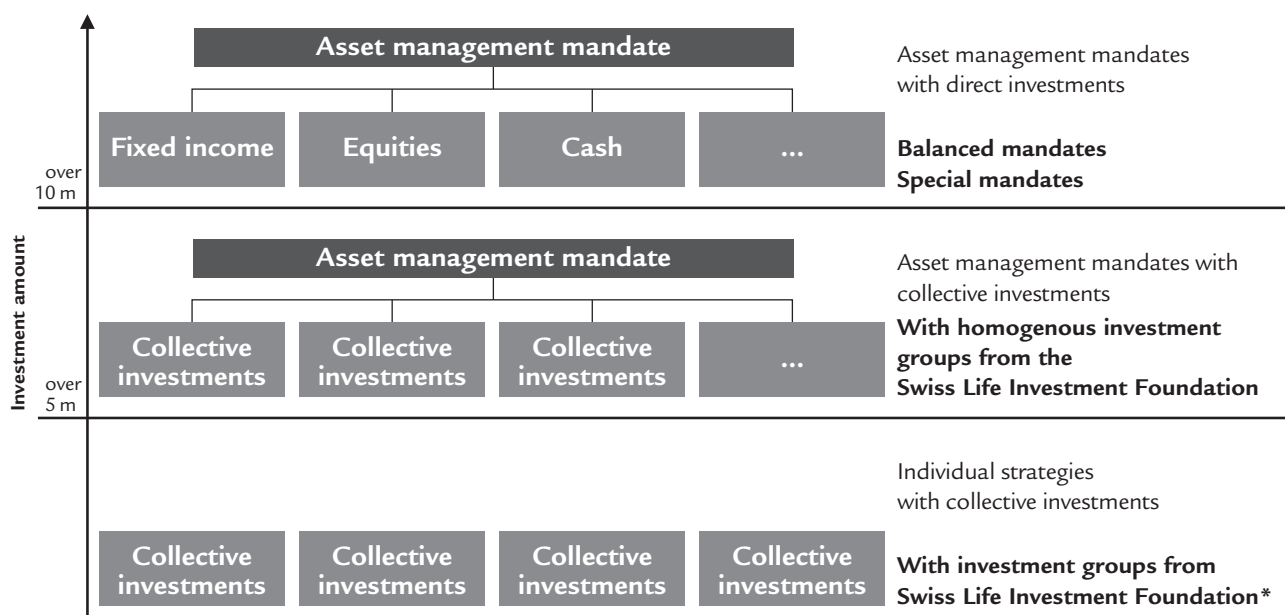 Asset management mandate
Asset management mandates
with direct investments
Fixed income
Equities
Cash
...
Balanced mandates
Special mandates
over
10 m
Asset management mandate
Asset management mandates with
collective investments
Collective
investments
Collective
investments
Collective
investments
...
With homogenous investment
groups from the
Swiss Life Investment Foundation
over
5 m
Investment amount
Individual strategies
with collective investments
Collective
investments
Collective
investments
Collective
investments
Collective
investments
With investment groups from
Swiss Life Investment Foundation*